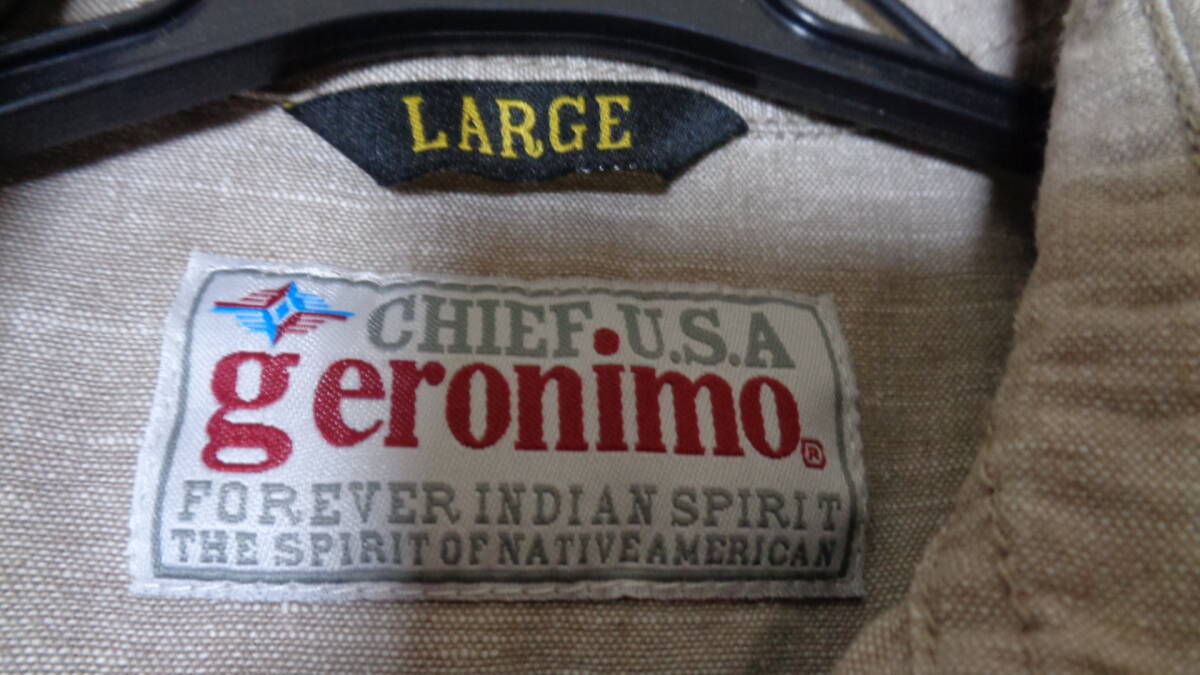 LARGE
CHIEF U.S.A
geronimo®
FOREVER INDIAN SPIRIT
THE SPIRIT OF NATIVE AMERICAN